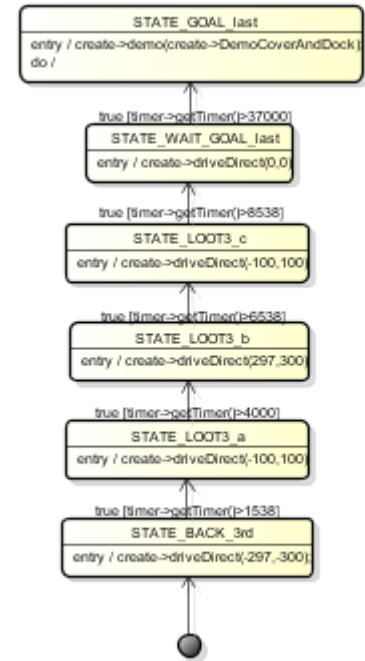 STATE_GOAL_last
entry / create->demo(create->DemoCoverAndDock)
do /
true [timer->getTimer()>37000]
STATE_WAIT_GOAL_last
entry / create->driveDirect(0,0)
true [timer->getTimer()>8538]
STATE_LOOT3_c
entry / create->driveDirect(-100,100)
true [timer->getTimer()>6538]
STATE_LOOT3_b
entry / create->driveDirect(297,300)
true [timer->getTimer()>4000]
STATE_LOOT3_a
entry / create->driveDirect(-100,100)
true [timer->getTimer()>1538]
STATE_BACK_3rd
entry / create->driveDirect(-297,-300);